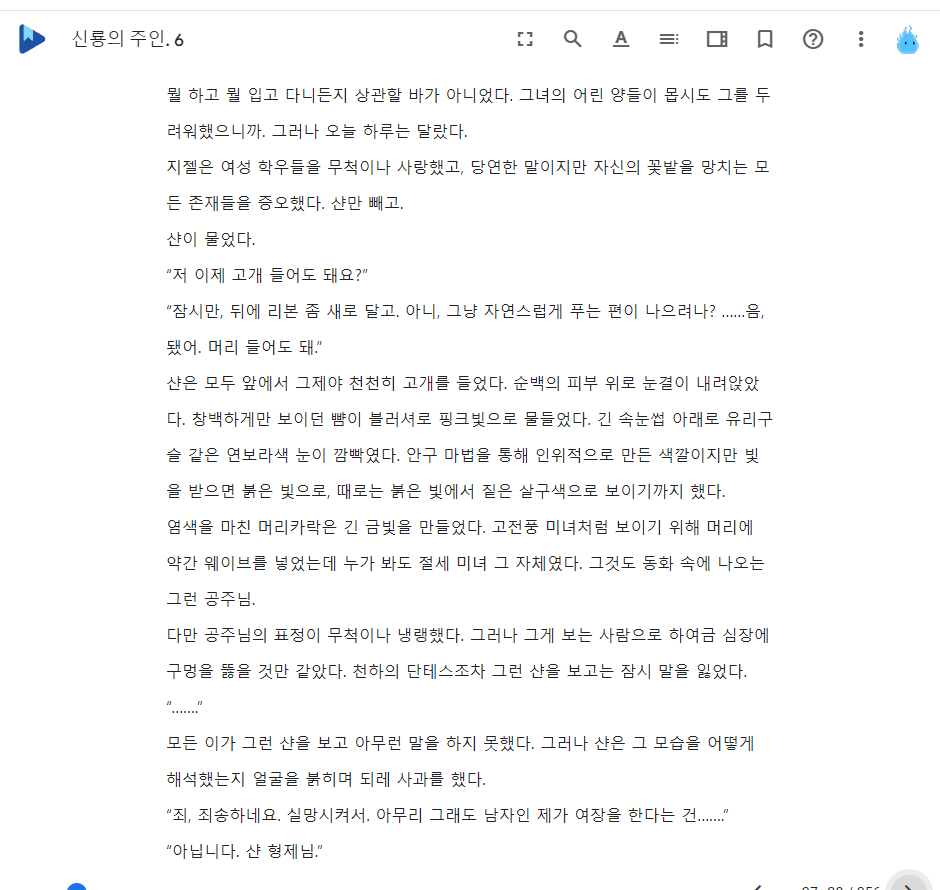 신룡의 주인. 6
뭘 하고 뭘 입고 다니든지 상관할 바가 아니었다. 그녀의 어린 양들이 몹시도 그를 두
려워했으니까. 그러나 오늘 하루는 달랐다.
지젤은 여성 학우들을 무척이나 사랑했고, 당연한 말이지만 자신의 꽃밭을 망치는 모
든 존재들을 증오했다. 샨만 빼고.
샨이 물었다.
“저 이제 고개 들어도 돼요?”
“잠시만, 뒤에 리본 좀 새로 달고. 아니, 그냥 자연스럽게 푸는 편이 나으려나? ......음,
됐어. 머리 들어도 돼.”
샨은 모두 앞에서 그제야 천천히 고개를 들었다. 순백의 피부 위로 눈결이 내려앉았
다. 창백하게만 보이던 뺨이 블러셔로 핑크빛으로 물들었다. 긴 속눈썹 아래로 유리구
슬 같은 연보라색 눈이 깜빡였다. 안구 마법을 통해 인위적으로 만든 색깔이지만 빛
을 받으면 붉은 빛으로, 때로는 붉은 빛에서 짙은 살구색으로 보이기까지 했다.
염색을 마친 머리카락은 긴 금빛을 만들었다. 고전풍 미녀처럼 보이기 위해 머리에
약간 웨이브를 넣었는데 누가 봐도 절세 미녀 그 자체였다. 그것도 동화 속에 나오는
그런 공주님.
다만 공주님의 표정이 무척이나 냉랭했다. 그러나 그게 보는 사람으로 하여금 심장에
구멍을 뚫을 것만 같았다. 천하의 단테스조차 그런 샨을 보고는 잠시 말을 잃었다.
“.......”
모든 이가 그런 샨을 보고 아무런 말을 하지 못했다. 그러나 샨은 그 모습을 어떻게
해석했는지 얼굴을 붉히며 되레 사과를 했다.
“죄, 죄송하네요. 실망시켜서. 아무리 그래도 남자인 제가 여장을 한다는 건.......”
“아닙니다. 샨 형제님.”